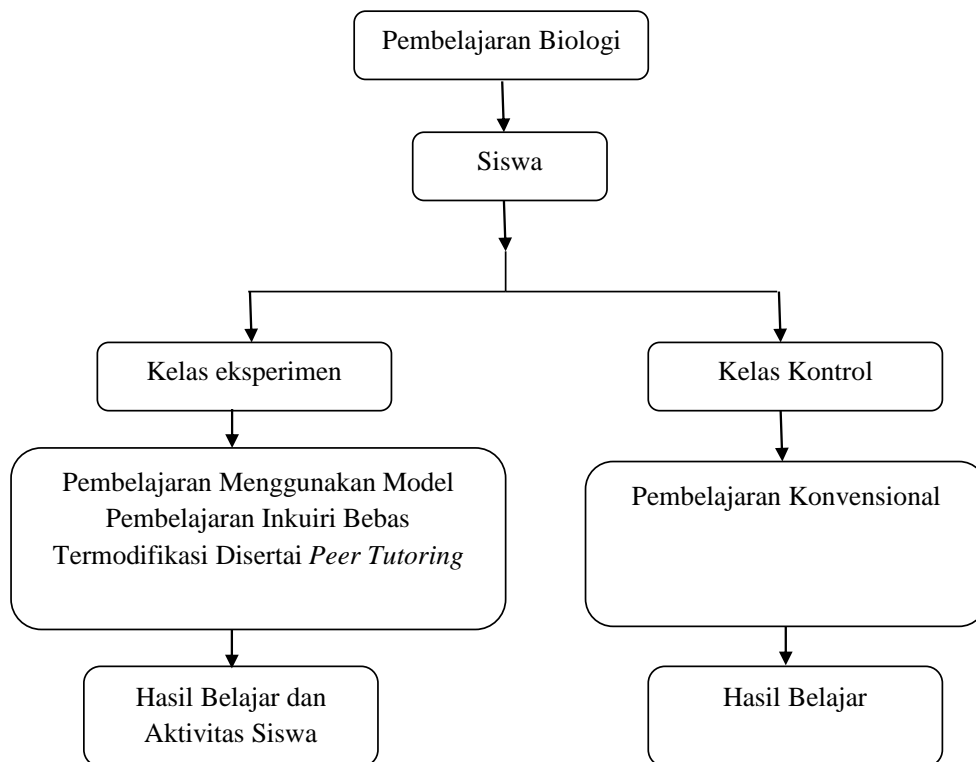 Pembelajaran Biologi
Siswa
Kelas eksperimen
Kelas Kontrol
Pembelajaran Menggunakan Model
Pembelajaran Inkuiri Bebas
Termodifikasi Disertai Peer Tutoring
Pembelajaran Konvensional
Hasil Belajar dan
Aktivitas Siswa
Hasil Belajar